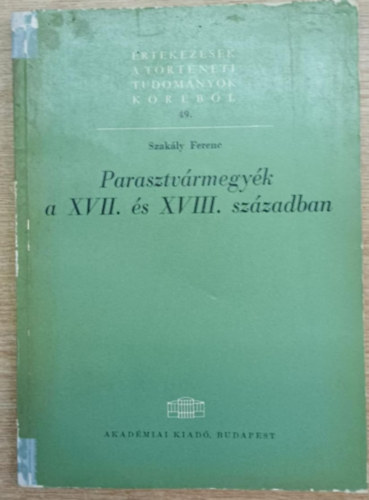 ÉRTEKEZÉSEK
A TÖRTÉNETI
TUDOMÁNYOK
KÖRÉBŐL
49.
Szakály Ferenc
Parasztvármegyék
a XVII. és XVIII. században
AKADÉMIAI KIADÓ, BUDAPEST